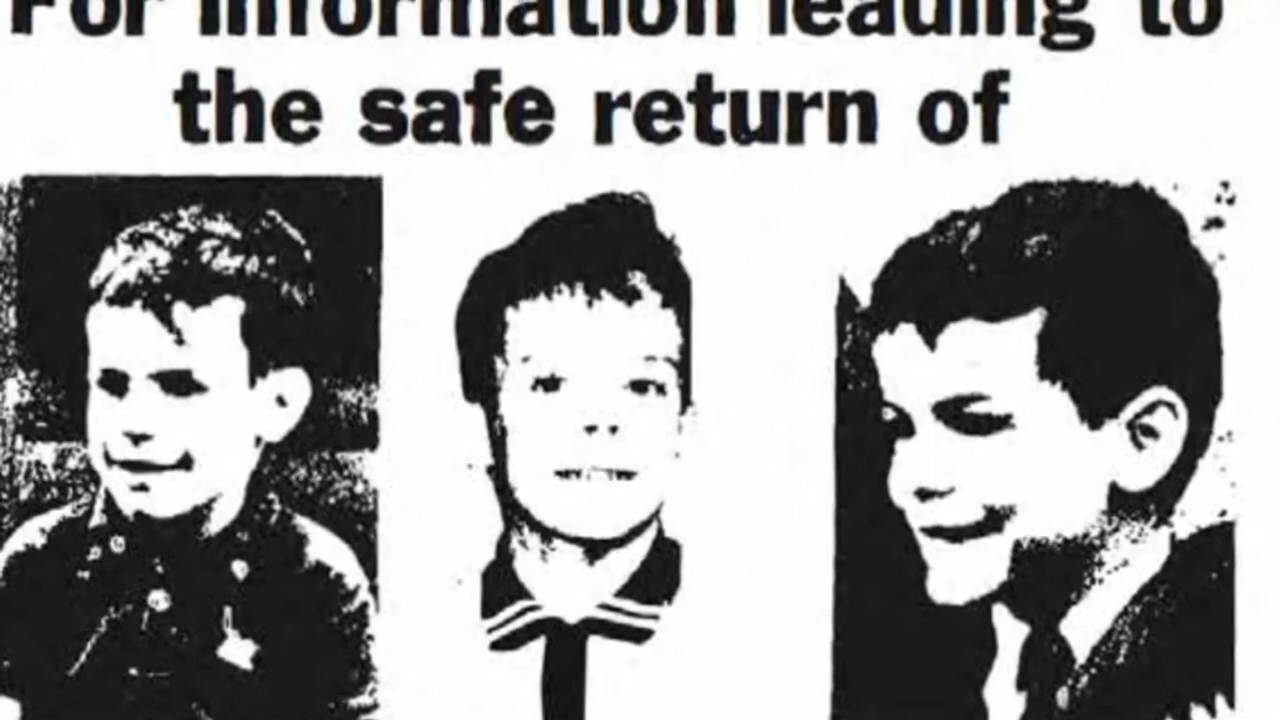 For information leading to
the safe return of